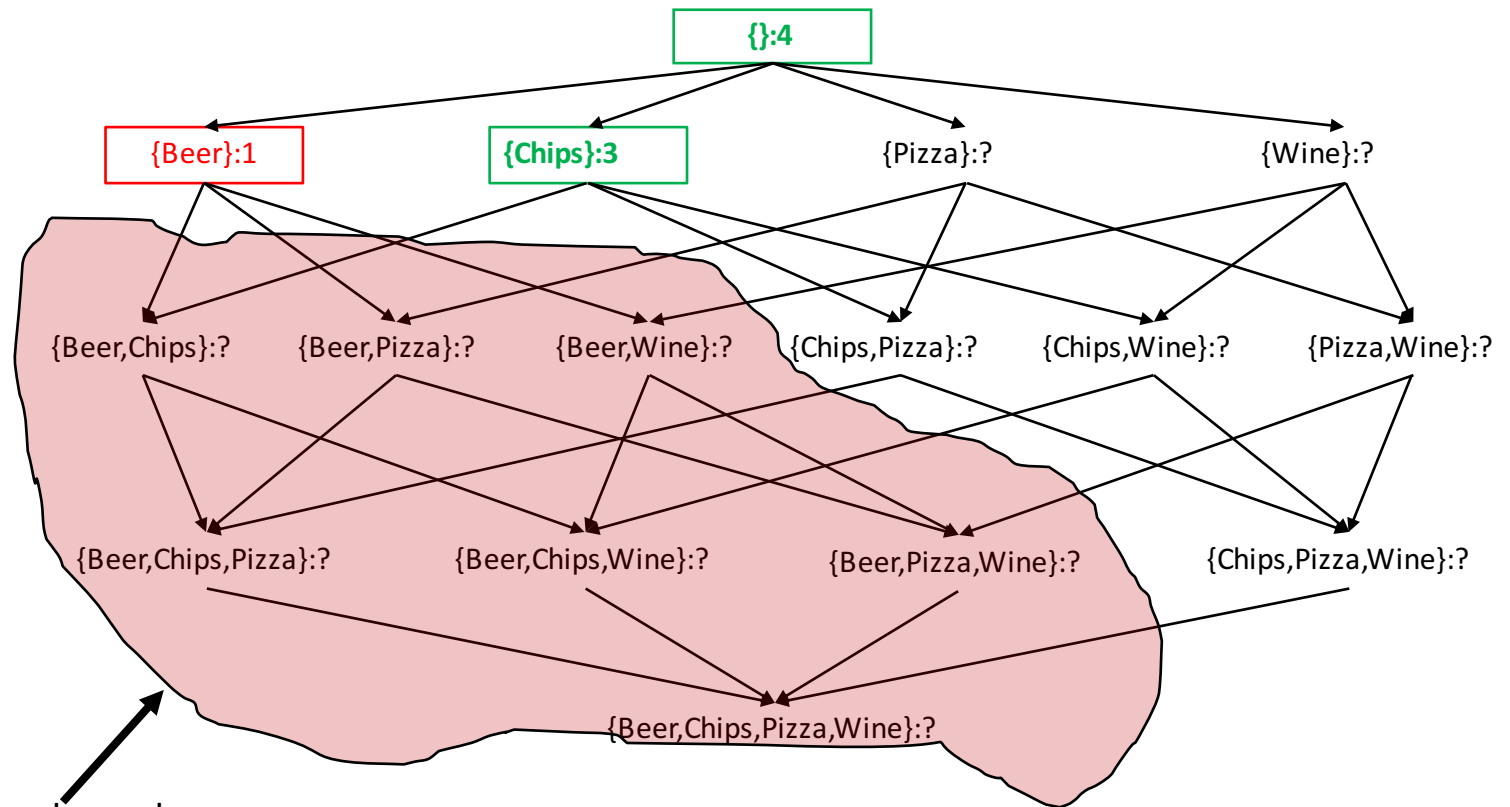 {}:4
{Beer}:1 {Chips}:3 {Pizza}:? {Wine}:?
{Beer,Chips}:? {Beer,Pizza}:? {Beer,Wine}:? {Chips,Pizza}:? {Chips,Wine}:? {Pizza,Wine}:?
{Beer,Chips,Pizza}:? {Beer,Chips,Wine}:? {Beer,Pizza,Wine}:? {Chips,Pizza,Wine}:?
{Beer,Chips,Pizza,Wine}:?